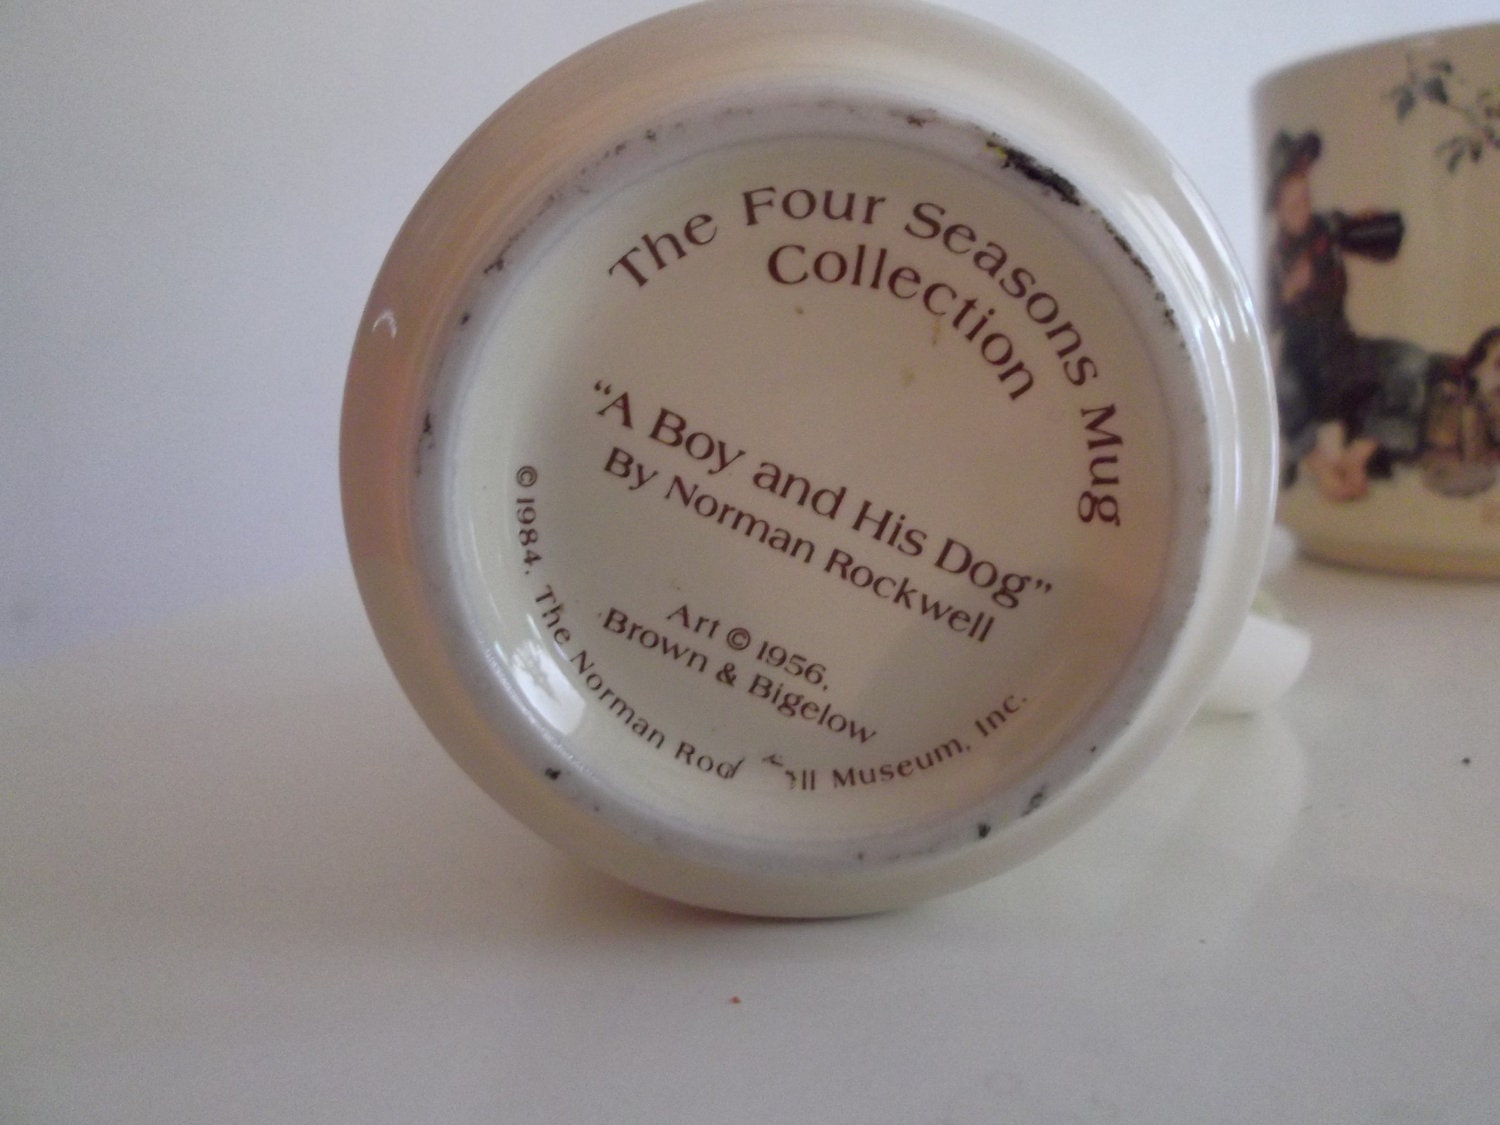 The Four Seasons Mug
Collection
“A Boy and His Dog”
By Norman Rockwell
Art © 1956.
Brown & Bigelow
© 1984. The Norman Museum, Inc.